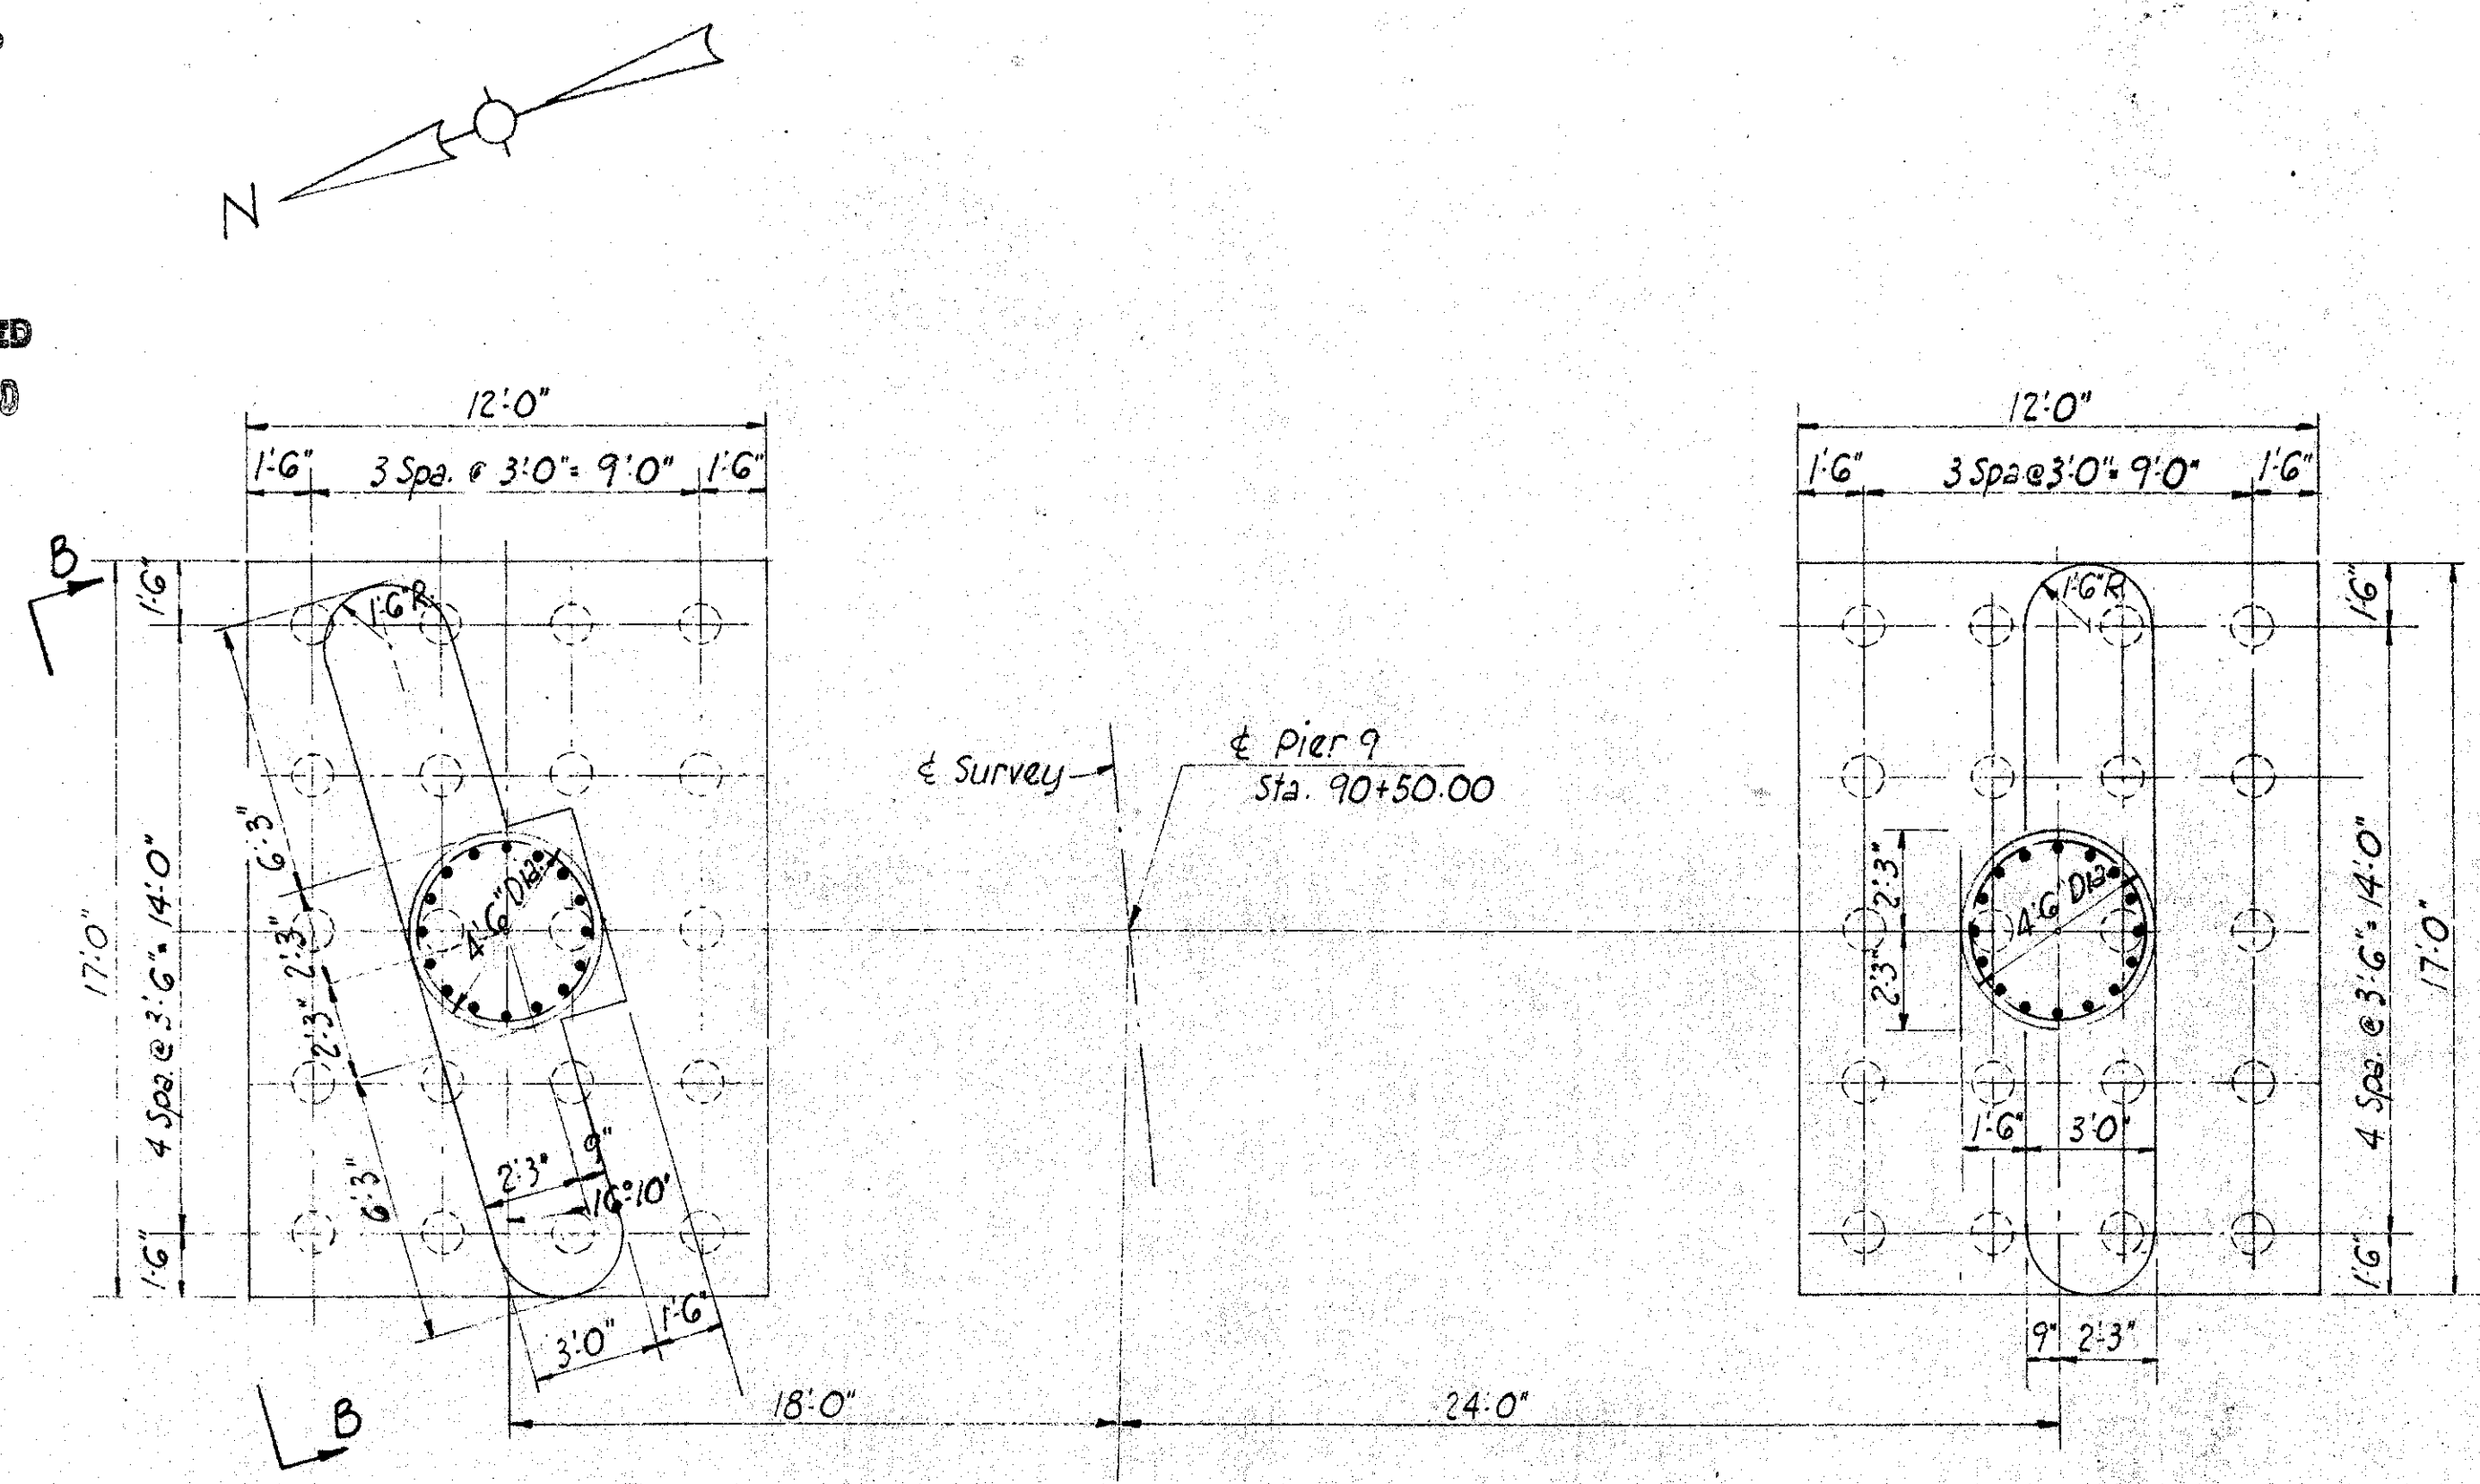 N
ED
12'-0"
1'-6" 3 Spa. @ 3'-0" = 9'-0" 1'-6"
B
1'-6"
1'-6" R.
17'-0"
4 Spa. @ 3'-6" = 14'-0"
1'-6"
6'-3"
2'-3"
2'-3"
6'-3"
4'-6" Dia.
2'-3" 9"
16°10'
3'-0" 1'-6"
B
18'-0"
℄ Survey
℄ Pier 9
Sta. 90+50.00
24'-0"
12'-0"
1'-6" 3 Spa @ 3'-0" = 9'-0" 1'-6"
1'-6" R
1'-6"
2'-3"
2'-3"
4'-6" Dia.
4 Spa. @ 3'-6" = 14'-0"
17'-0"
1'-6" 3'-0"
1'-6"
9" 2'-3"